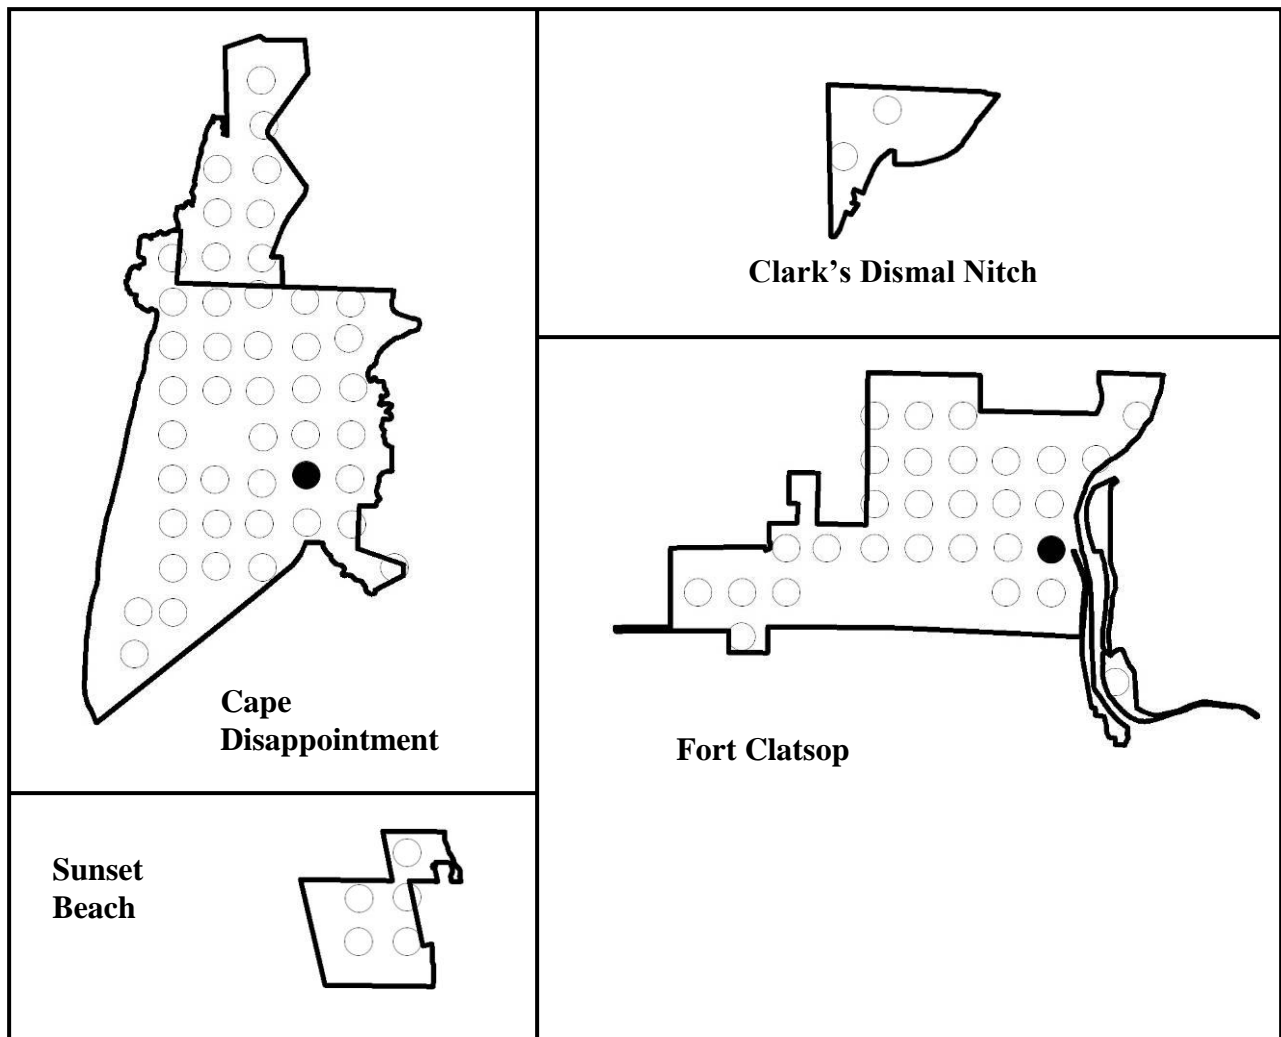 Clark’s Dismal Nitch
Cape
Disappointment
Fort Clatsop
Sunset
Beach